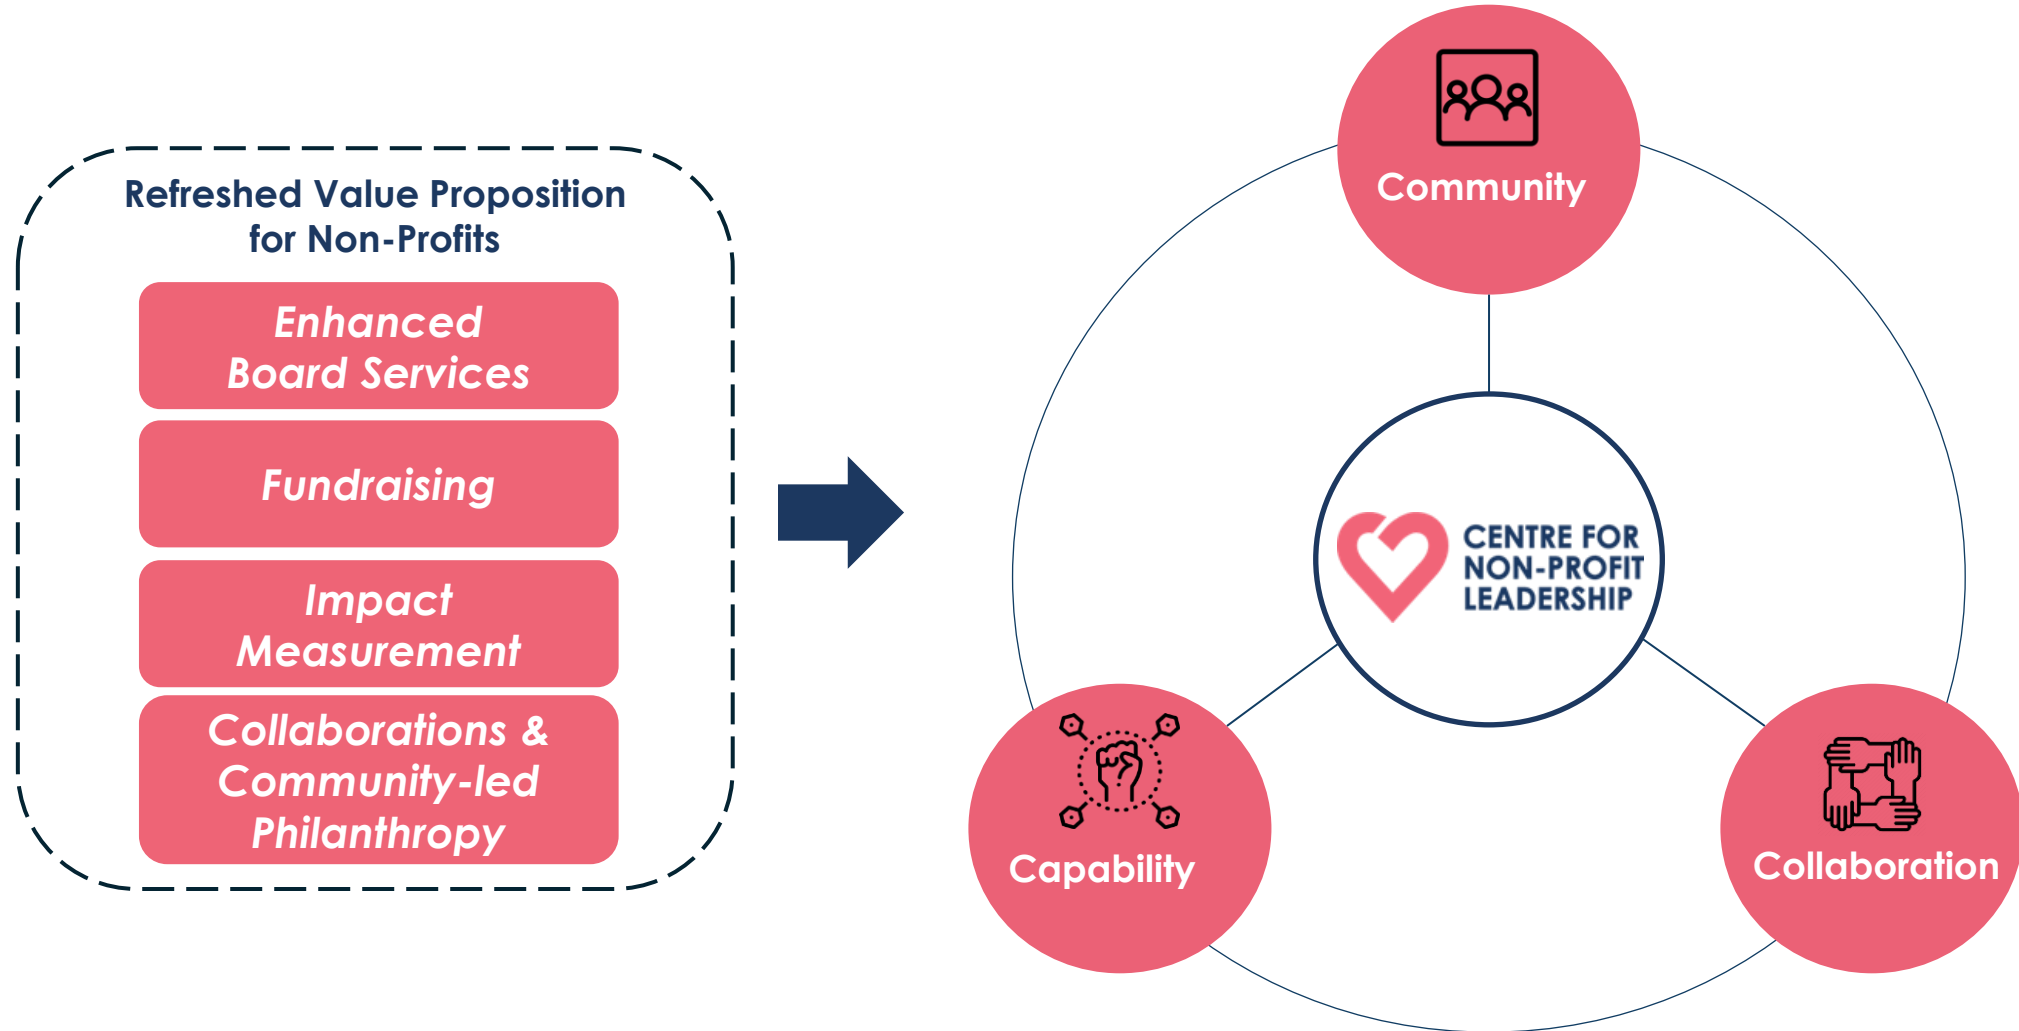 Refreshed Value Proposition
for Non-Profits
Enhanced
Board Services
Fundraising
Impact
Measurement
Collaborations &
Community-led
Philanthropy
Community
CENTRE FOR
NON-PROFIT
LEADERSHIP
Capability
Collaboration